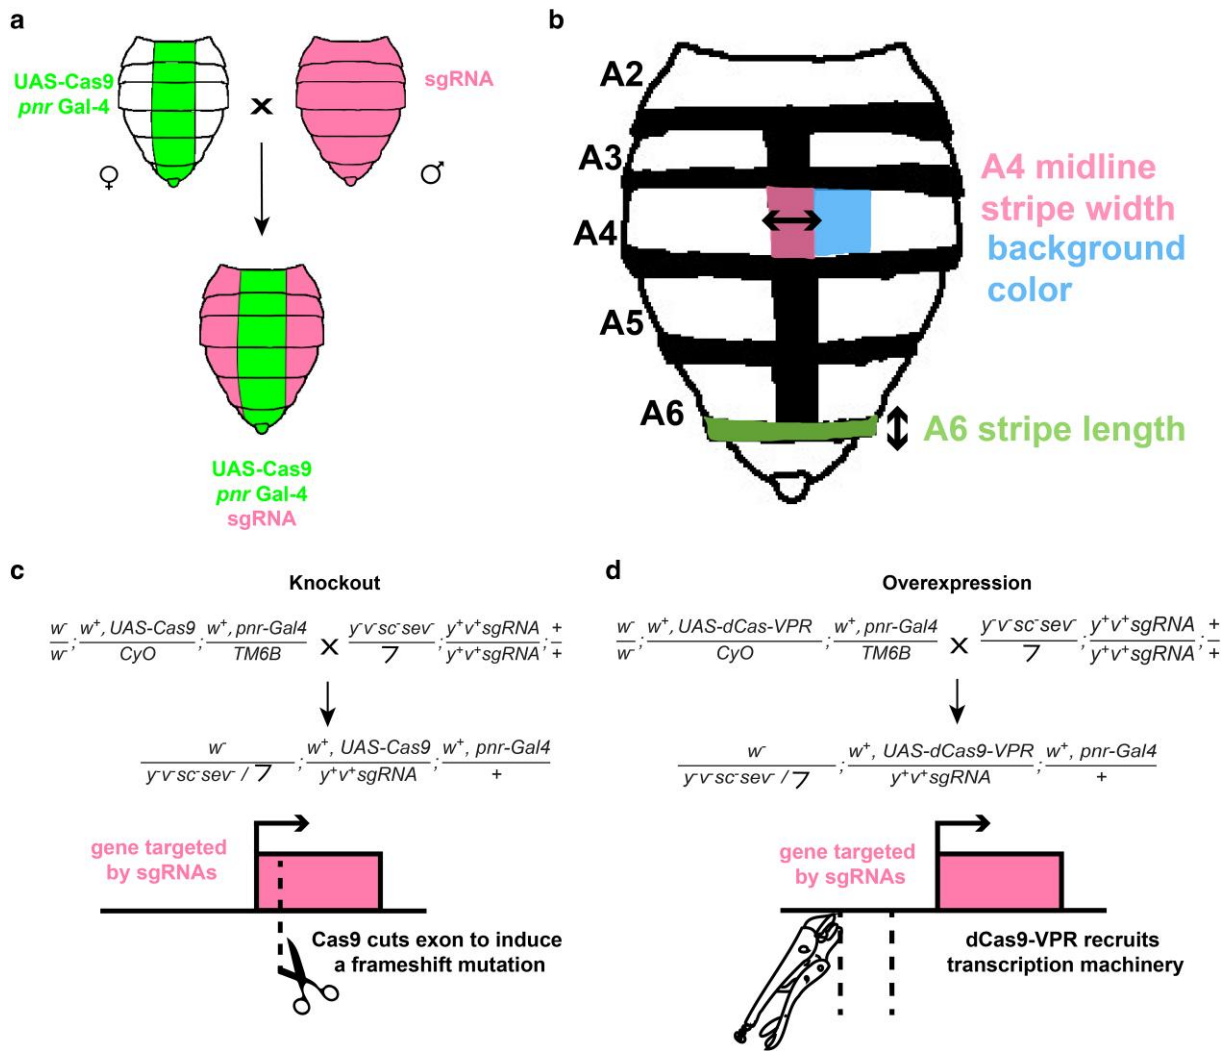 a
UAS-Cas9
pnr Gal-4
x
sgRNA
♀
♂
UAS-Cas9
pnr Gal-4
sgRNA
b
A2
A3
A4
A5
A6
A4 midline
stripe width
background
color
A6 stripe length
c
Knockout
w⁻/w⁻ ; w⁺, UAS-Cas9/CyO ; w⁺, pnr-Gal4/TM6B × y⁻v⁻sc⁻sev⁻/⁊ ; y⁺v⁺sgRNA/y⁺v⁺sgRNA ; +/+
w⁻/y⁻v⁻sc⁻sev⁻ / ⁊ ; w⁺, UAS-Cas9/y⁺v⁺sgRNA ; w⁺, pnr-Gal4/+
gene targeted
by sgRNAs
Cas9 cuts exon to induce
a frameshift mutation
d
Overexpression
w⁻/w⁻ ; w⁺, UAS-dCas-VPR/CyO ; w⁺, pnr-Gal4/TM6B × y⁻v⁻sc⁻sev⁻/⁊ ; y⁺v⁺sgRNA/y⁺v⁺sgRNA ; +/+
w⁻/y⁻v⁻sc⁻sev⁻ / ⁊ ; w⁺, UAS-dCas9-VPR/y⁺v⁺sgRNA ; w⁺, pnr-Gal4/+
gene targeted
by sgRNAs
dCas9-VPR recruits
transcription machinery